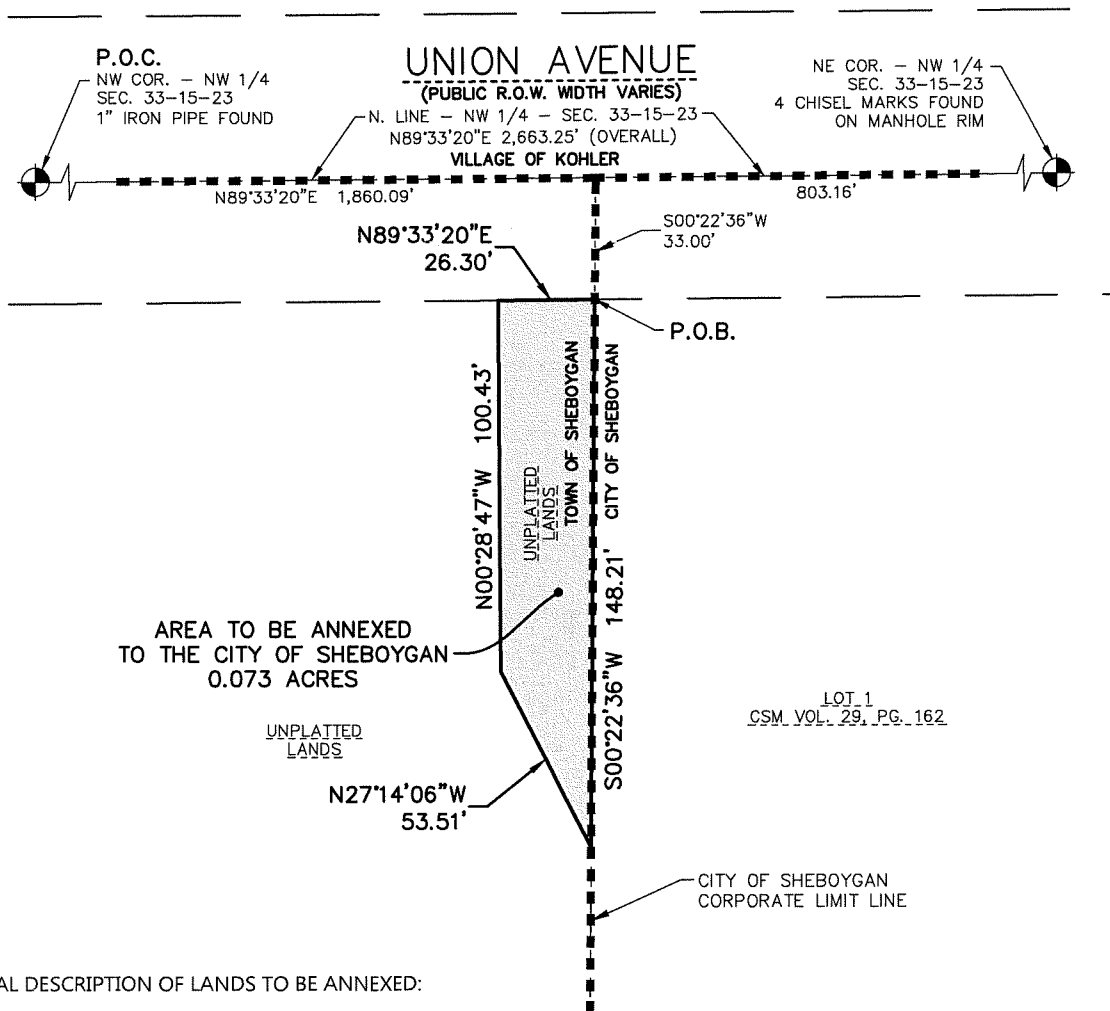 P.O.C.
NW COR. – NW 1/4
SEC. 33–15–23
1" IRON PIPE FOUND
UNION AVENUE
(PUBLIC R.O.W. WIDTH VARIES)
N. LINE – NW 1/4 – SEC. 33–15–23
N89°33'20"E 2,663.25' (OVERALL)
VILLAGE OF KOHLER
NE COR. – NW 1/4
SEC. 33–15–23
4 CHISEL MARKS FOUND
ON MANHOLE RIM
N89°33'20"E 1,860.09'
803.16'
S00°22'36"W
33.00'
N89°33'20"E
26.30'
P.O.B.
N00°28'47"W 100.43'
UNPLATTED
LANDS
TOWN OF SHEBOYGAN
CITY OF SHEBOYGAN
S00°22'36"W 148.21'
AREA TO BE ANNEXED
TO THE CITY OF SHEBOYGAN
0.073 ACRES
UNPLATTED
LANDS
LOT 1
CSM VOL. 29, PG. 162
N27°14'06"W
53.51'
CITY OF SHEBOYGAN
CORPORATE LIMIT LINE
AL DESCRIPTION OF LANDS TO BE ANNEXED: